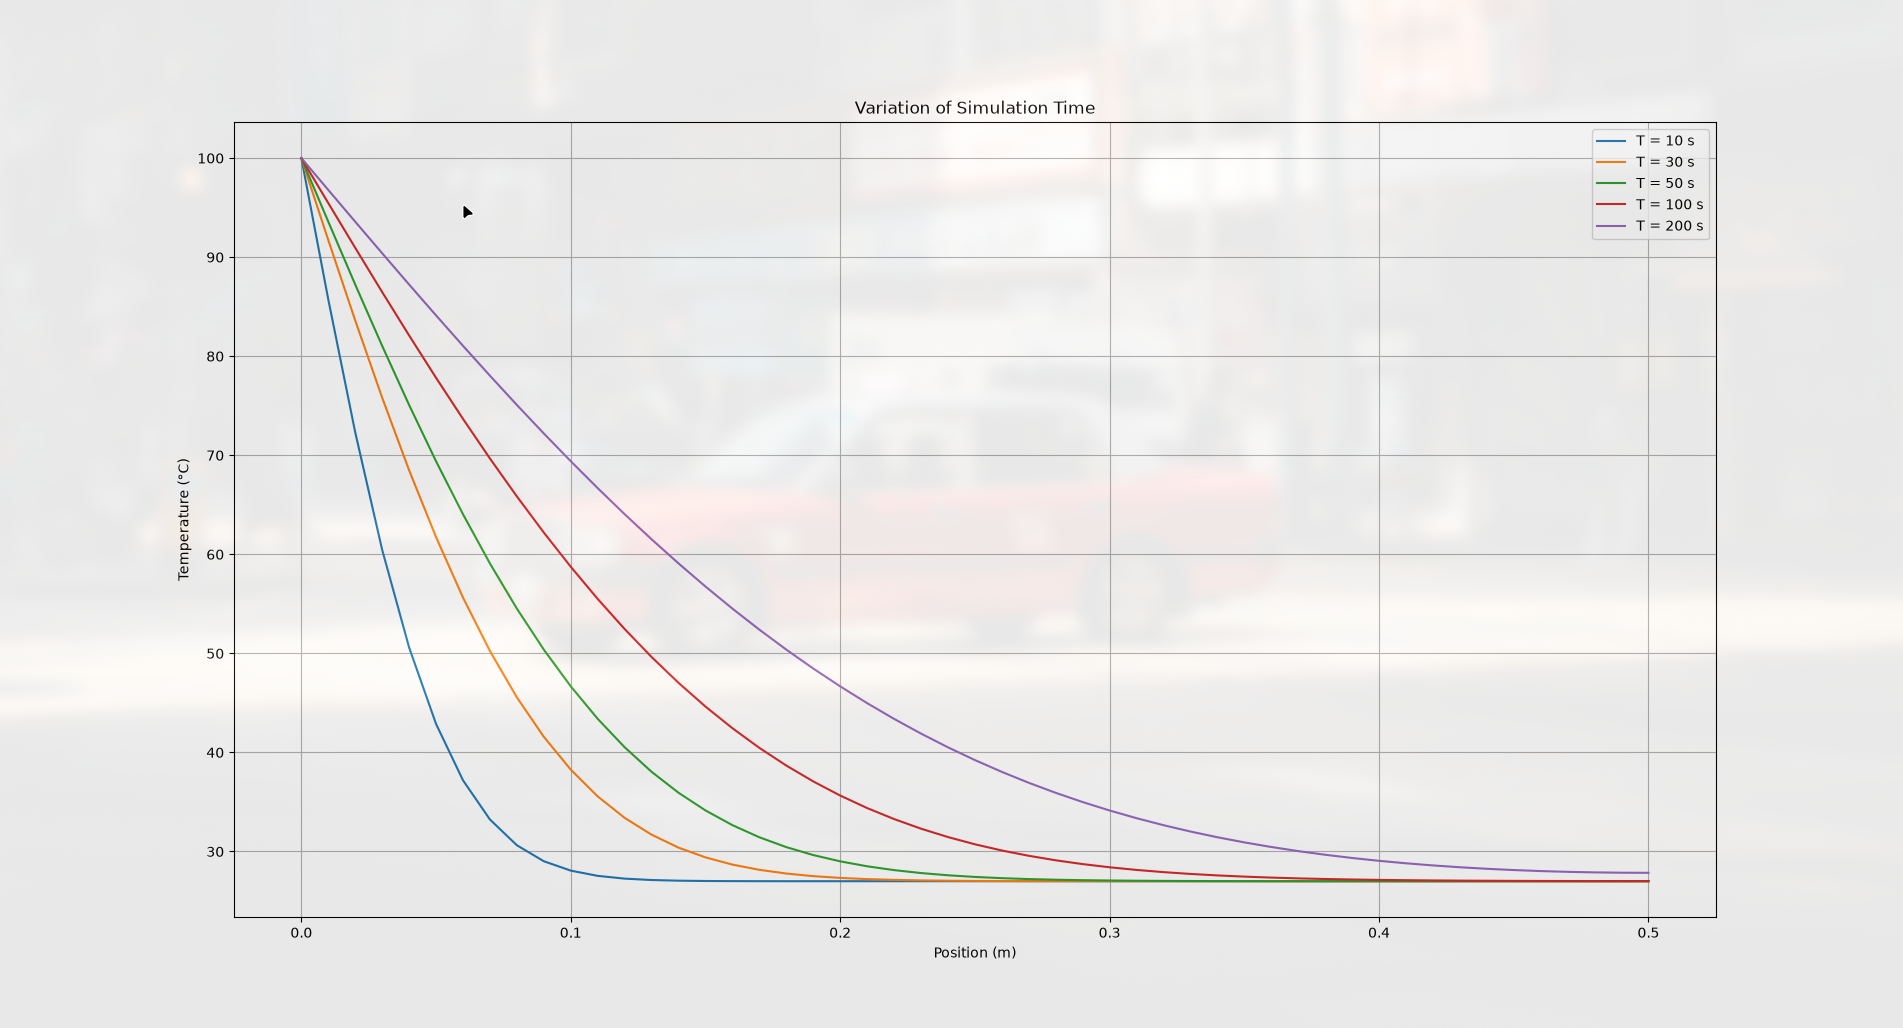 Variation of Simulation Time
T = 10 s
T = 30 s
T = 50 s
T = 100 s
T = 200 s
100
90
80
70
60
50
40
30
Temperature (°C)
0.0 0.1 0.2 0.3 0.4 0.5
Position (m)